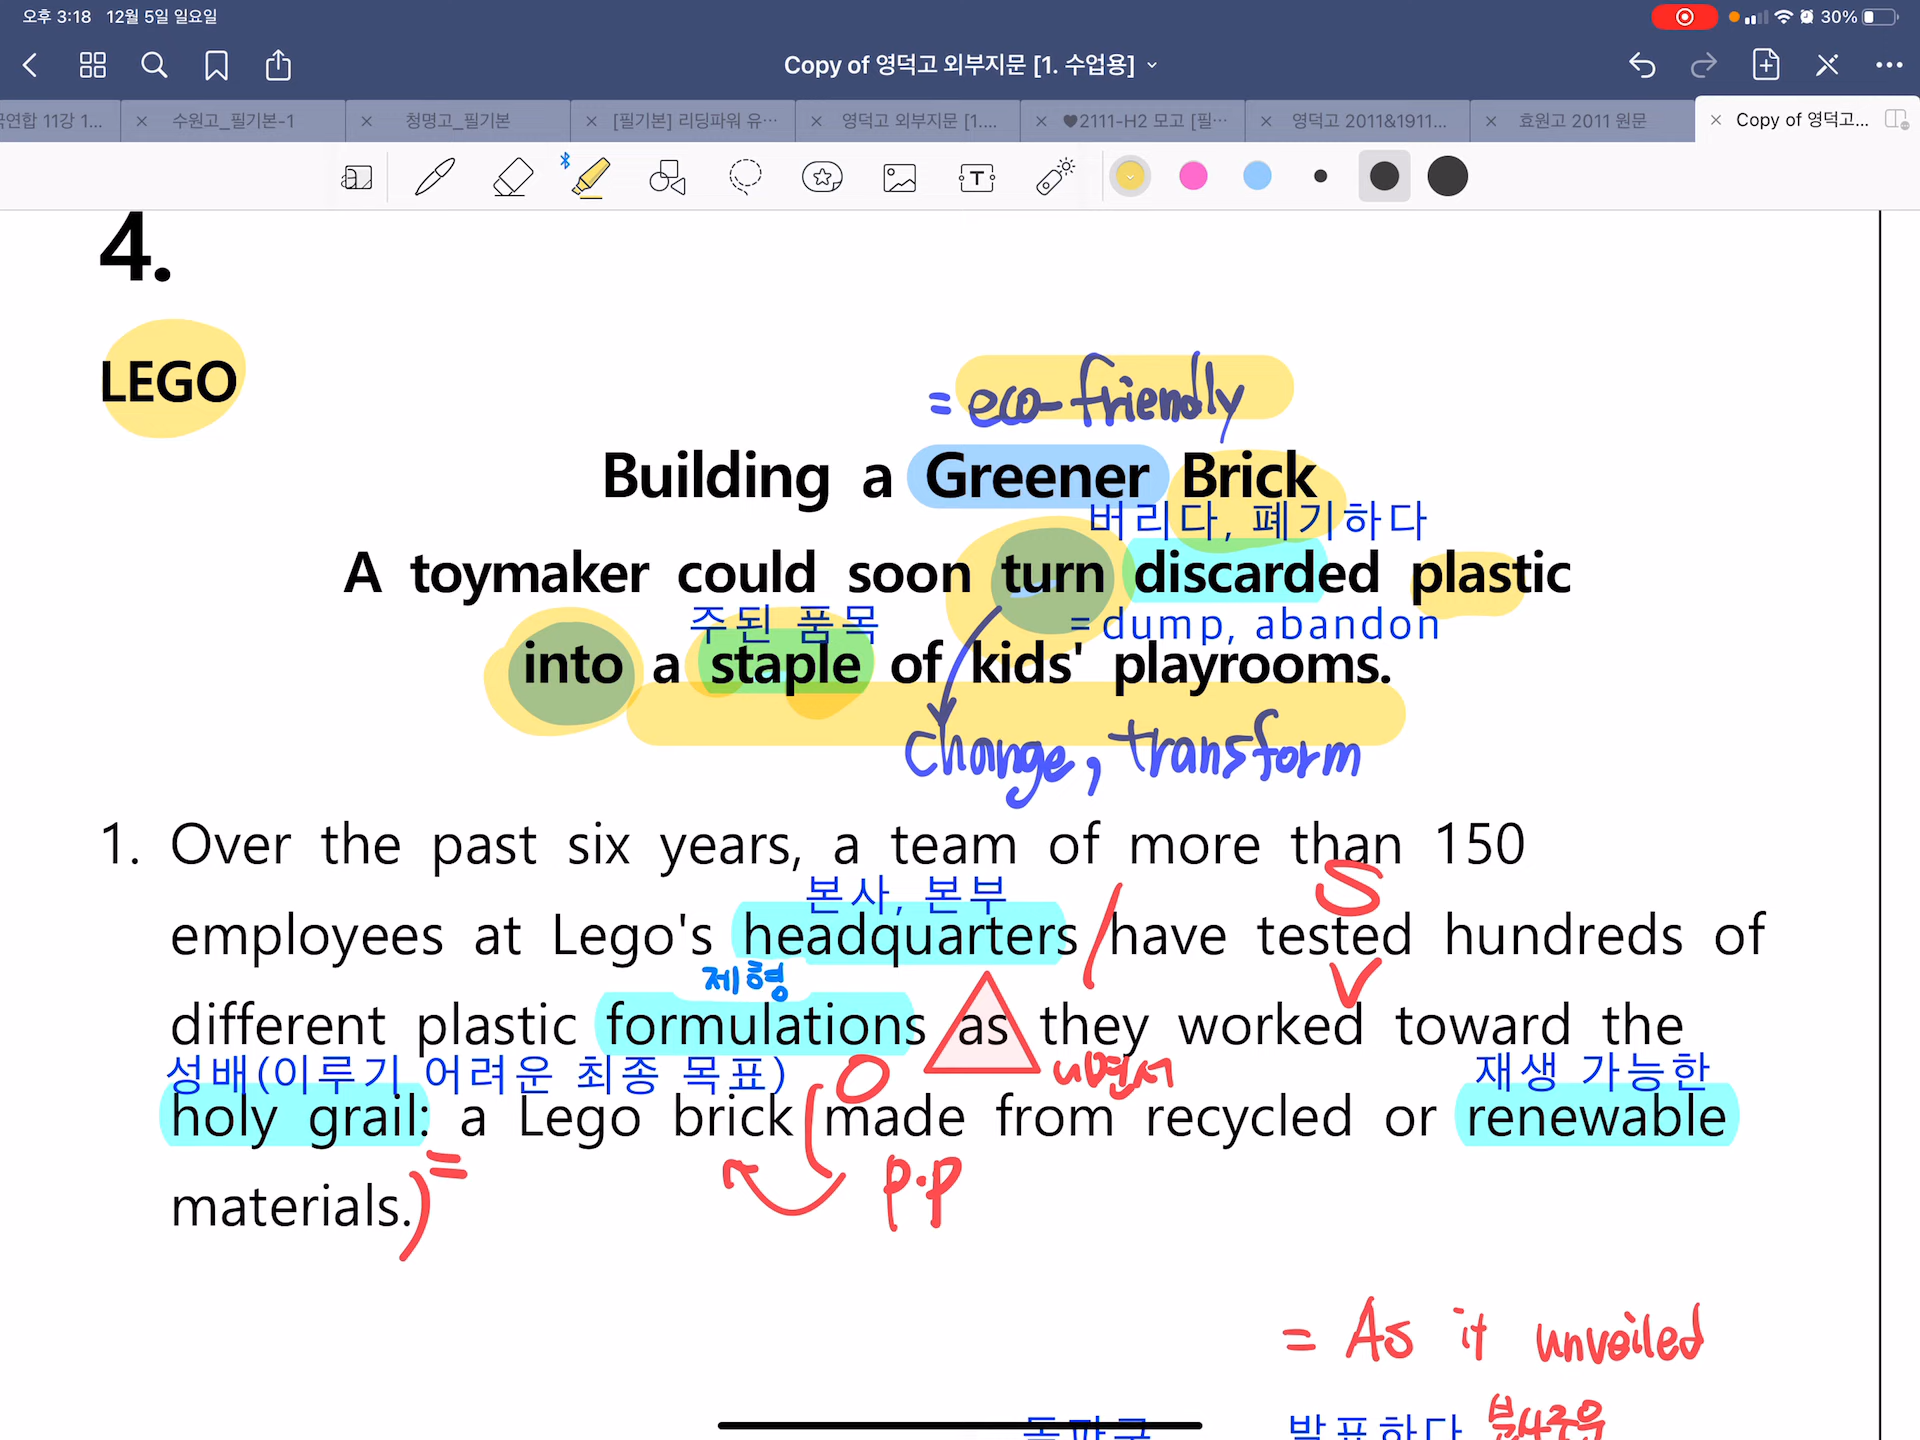 오후 3:18 12월 5일 일요일
30%
Copy of 영덕고 외부지문 [1. 수업용]
국연합 11강 1...
수원고_필기본-1
청명고_필기본
[필기본] 리딩파워 유...
영덕고 외부지문 [1....
♥2111-H2 모고 [필...
영덕고 2011&1911...
효원고 2011 원문
Copy of 영덕고...
4.
LEGO
= eco-friendly
Building a Greener Brick
버리다, 폐기하다
A toymaker could soon turn discarded plastic
주된 품목
= dump, abandon
into a staple of kids' playrooms.
change, transform
1. Over the past six years, a team of more than 150
본사, 본부
S
employees at Lego's headquarters / have tested hundreds of
제형
V
different plastic formulations as they worked toward the
성배(이루기 어려운 최종 목표)
O
ㄴ면서
재생 가능한
holy grail: a Lego brick ( made from recycled or renewable
=
p.p
materials.)
= As it unveiled
발표하다